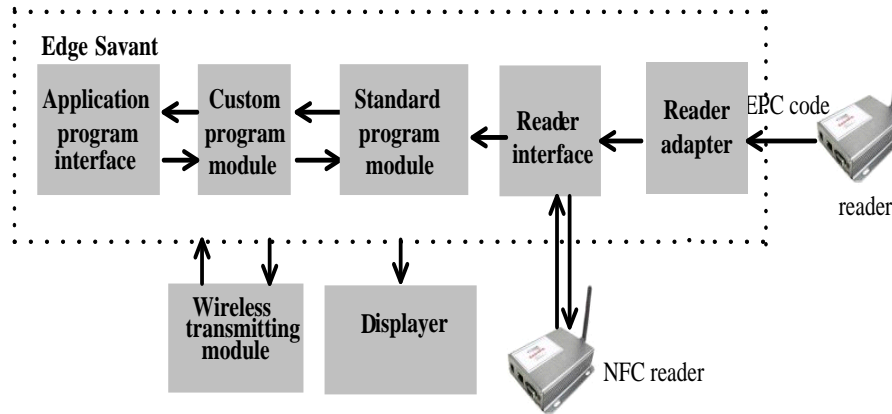 Edge Savant
Application
program
interface
Custom
program
module
Standard
program
module
Reader
interface
Reader
adapter
EPC code
reader
Wireless
transmitting
module
Displayer
NFC reader